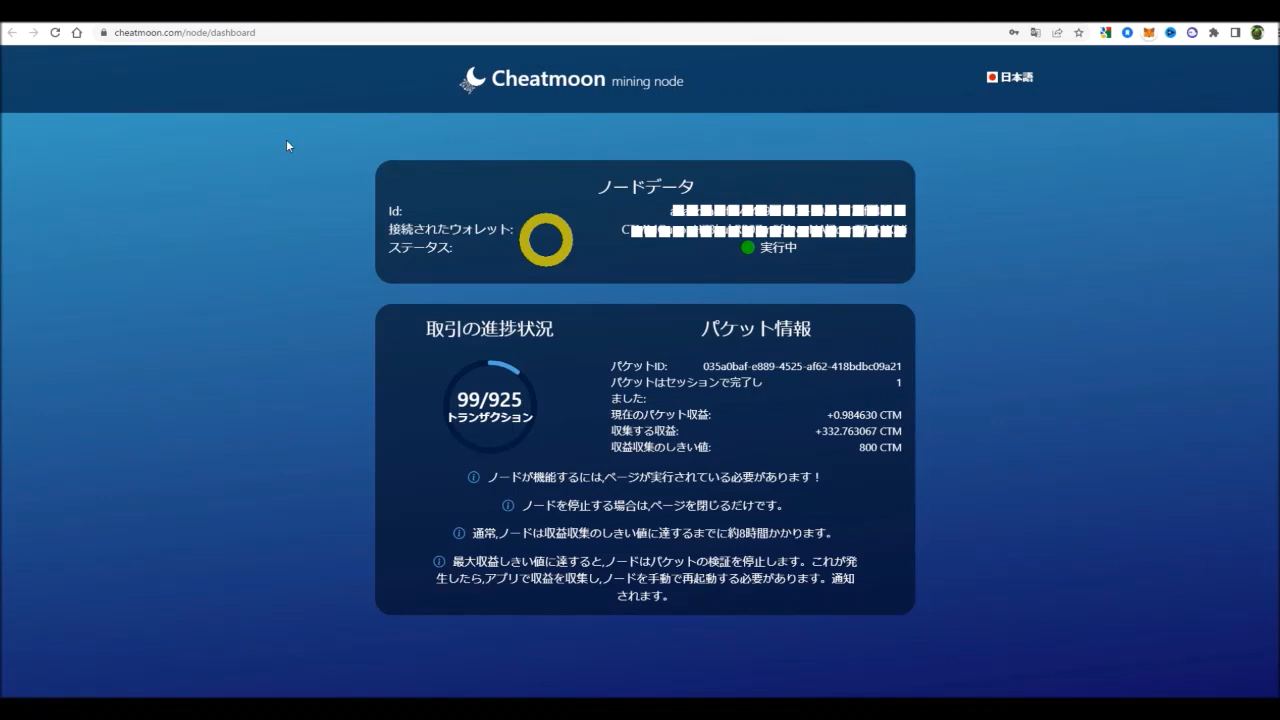 cheatmoon.com/node/dashboard
Cheatmoon mining node
日本語
ノードデータ
Id:
接続されたウォレット:
ステータス:
実行中
取引の進捗状況
99/925
トランザクション
パケット情報
パケットID: 035a0baf-e889-4525-af62-418bdbc09a21
パケットはセッションで完了し 1
ました:
現在のパケット収益: +0.984630 CTM
収集する収益: +332.763067 CTM
収益収集のしきい値: 800 CTM
ノードが機能するには,ページが実行されている必要があります！
ノードを停止する場合は,ページを閉じるだけです。
通常,ノードは収益収集のしきい値に達するまでに約8時間かかります。
最大収益しきい値に達すると,ノードはパケットの検証を停止します。これが発
生したら,アプリで収益を収集し,ノードを手動で再起動する必要があります。通知
されます。